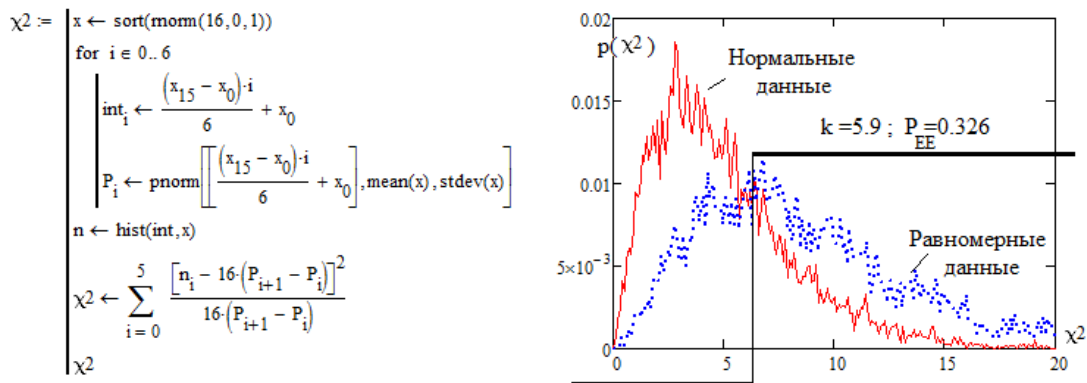 χ2 := x ← sort(rnorm(16, 0, 1))
for i ∈ 0.. 6
int_i ← (x_15 − x_0)·i / 6 + x_0
P_i ← pnorm[[(x_15 − x_0)·i / 6 + x_0], mean(x), stdev(x)]
n ← hist(int, x)
χ2 ← ∑_{i = 0}^{5} [n_i − 16·(P_{i+1} − P_i)]^2 / 16·(P_{i+1} − P_i)
χ2
0.02
p(χ2)
Нормальные
данные
0.015
k =5.9 ; P_EE=0.326
0.01
Равномерные
данные
5×10^−3
0
0 5 10 15 20
χ2